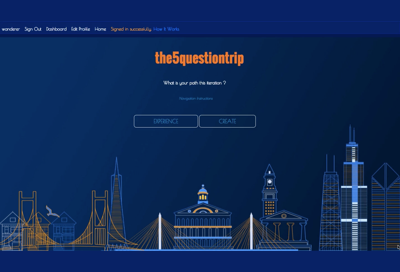 wanderer Sign Out Dashboard Edit Profile Home Signed in successfully. How It Works
the5questiontrip
What is your path this iteration ?
EXPERIENCE CREATE